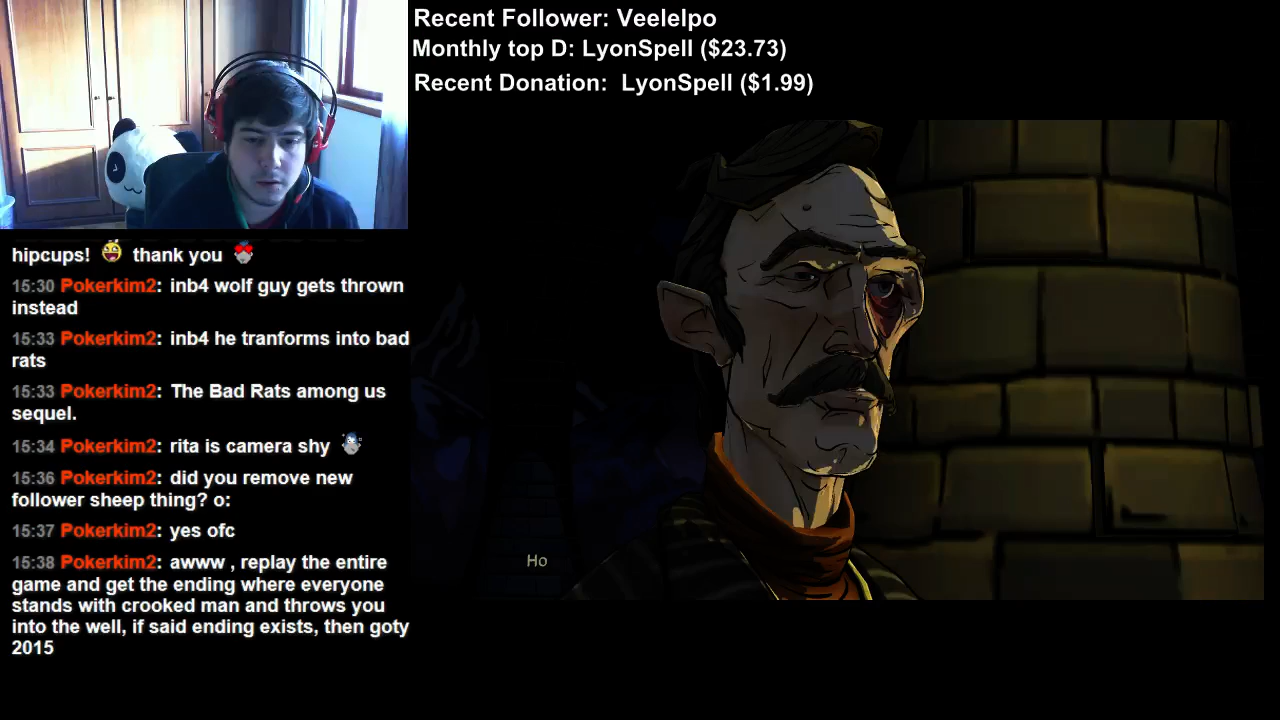 Recent Follower: Veelelpo
Monthly top D: LyonSpell ($23.73)
Recent Donation: LyonSpell ($1.99)
hipcups! thank you
15:30 Pokerkim2: inb4 wolf guy gets thrown
instead
15:33 Pokerkim2: inb4 he tranforms into bad
rats
15:33 Pokerkim2: The Bad Rats among us
sequel.
15:34 Pokerkim2: rita is camera shy
15:36 Pokerkim2: did you remove new
follower sheep thing? o:
15:37 Pokerkim2: yes ofc
15:38 Pokerkim2: awww , replay the entire
game and get the ending where everyone
stands with crooked man and throws you
into the well, if said ending exists, then goty
2015
Ho